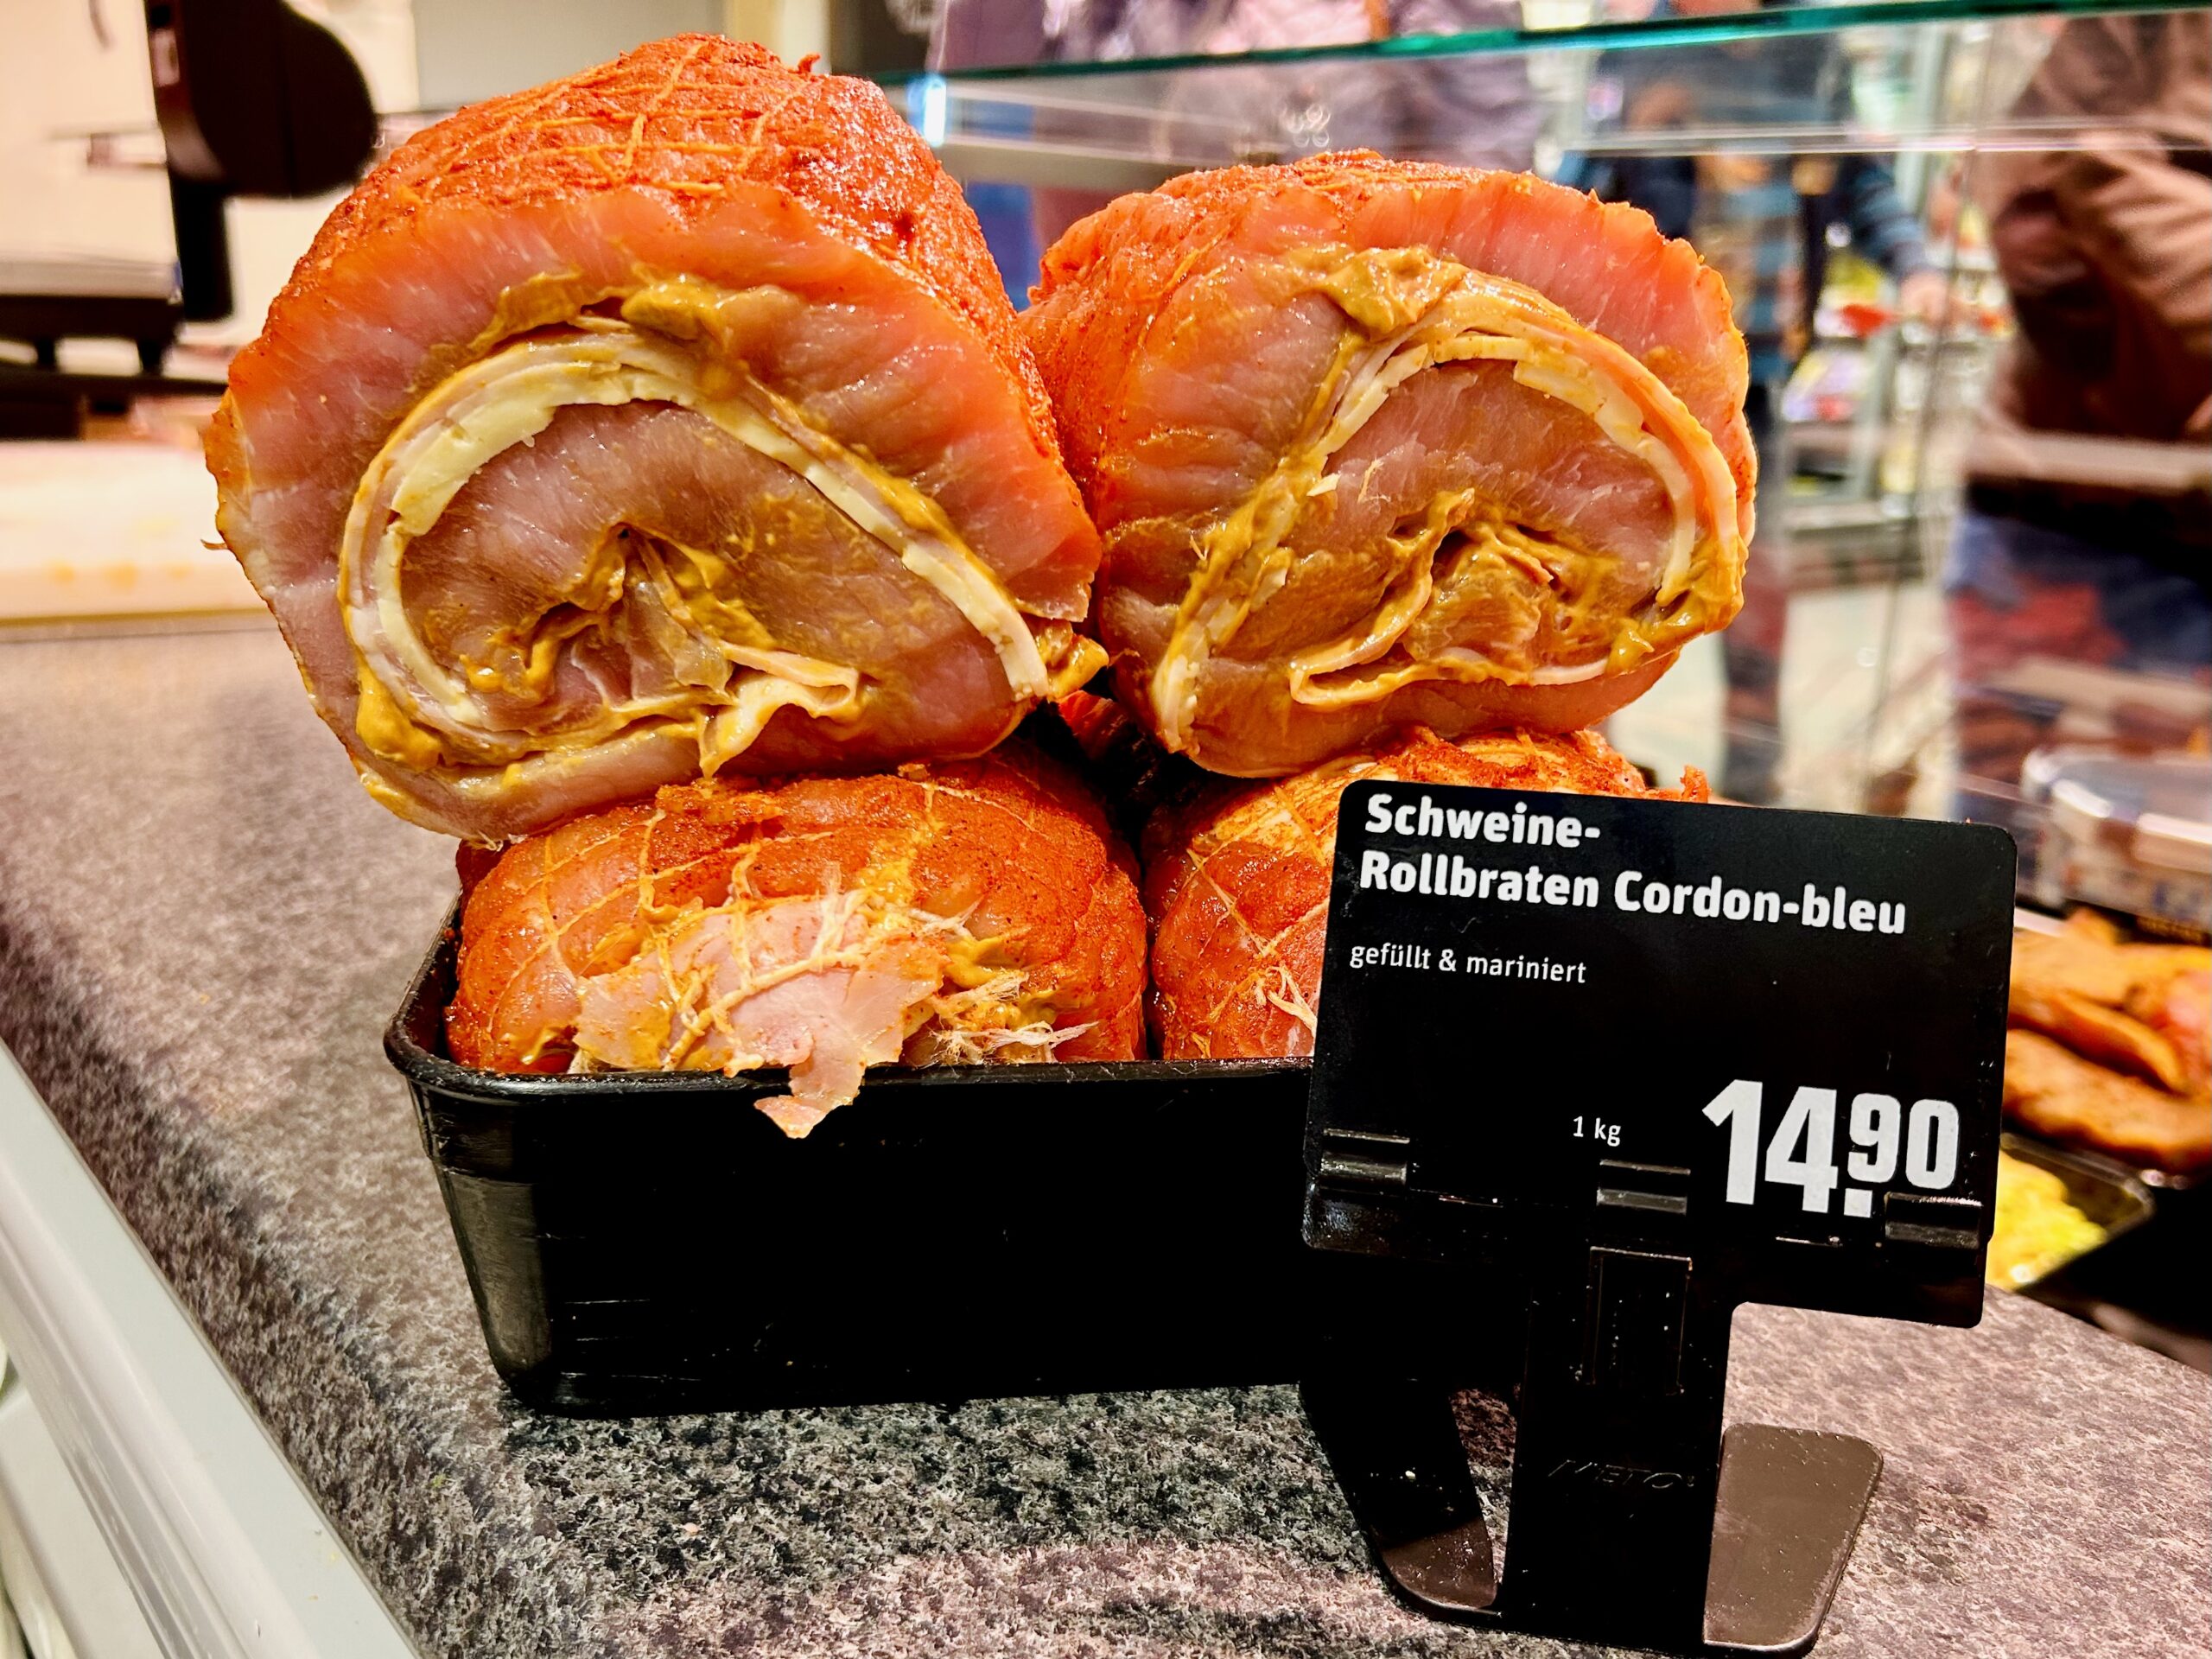 Schweine-
Rollbraten Cordon-bleu
gefüllt & mariniert
1 kg
14.90